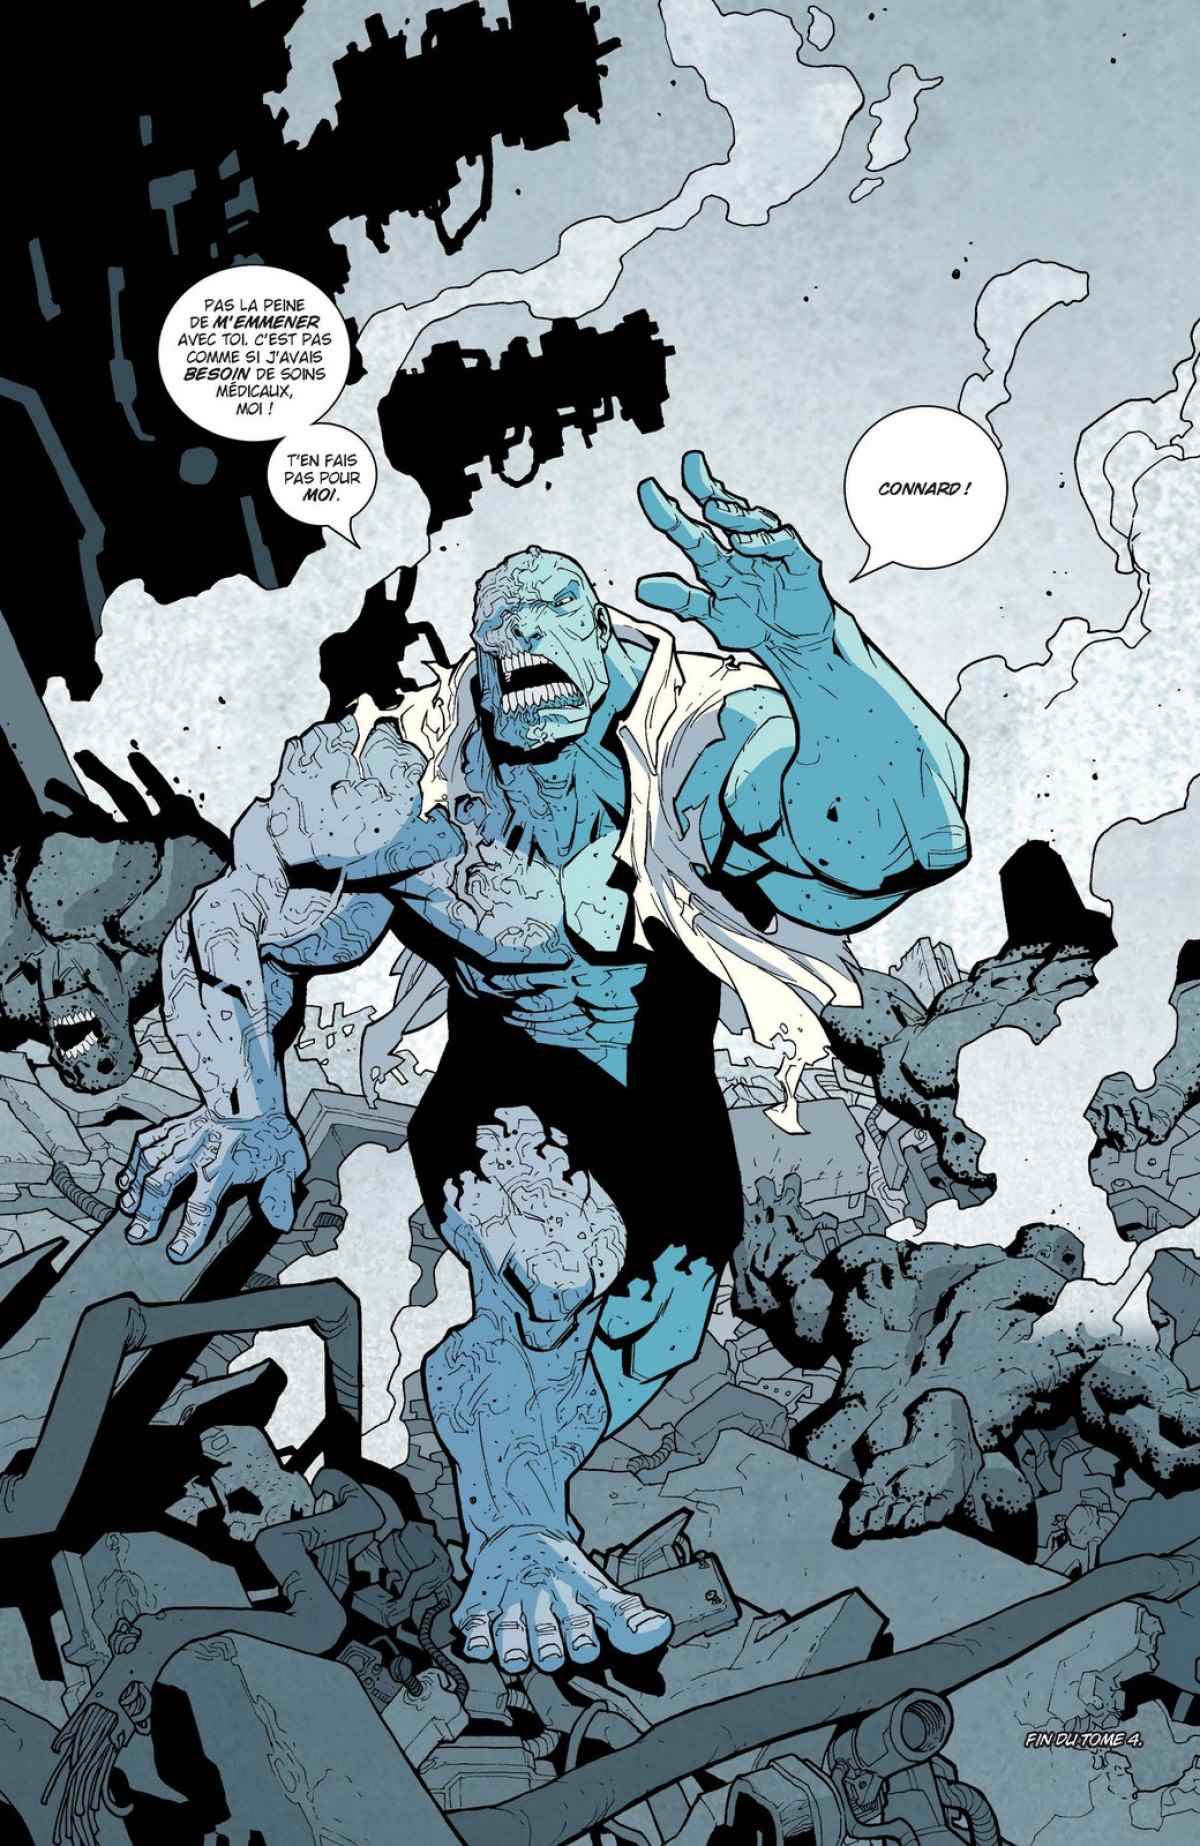 PAS LA PEINE
DE M'EMMENER
AVEC TOI. C'EST PAS
COMME SI J'AVAIS
BESOIN DE SOINS
MÉDICAUX,
MOI !
T'EN FAIS
PAS POUR
MOI.
CONNARD !
FIN DU TOME 4.